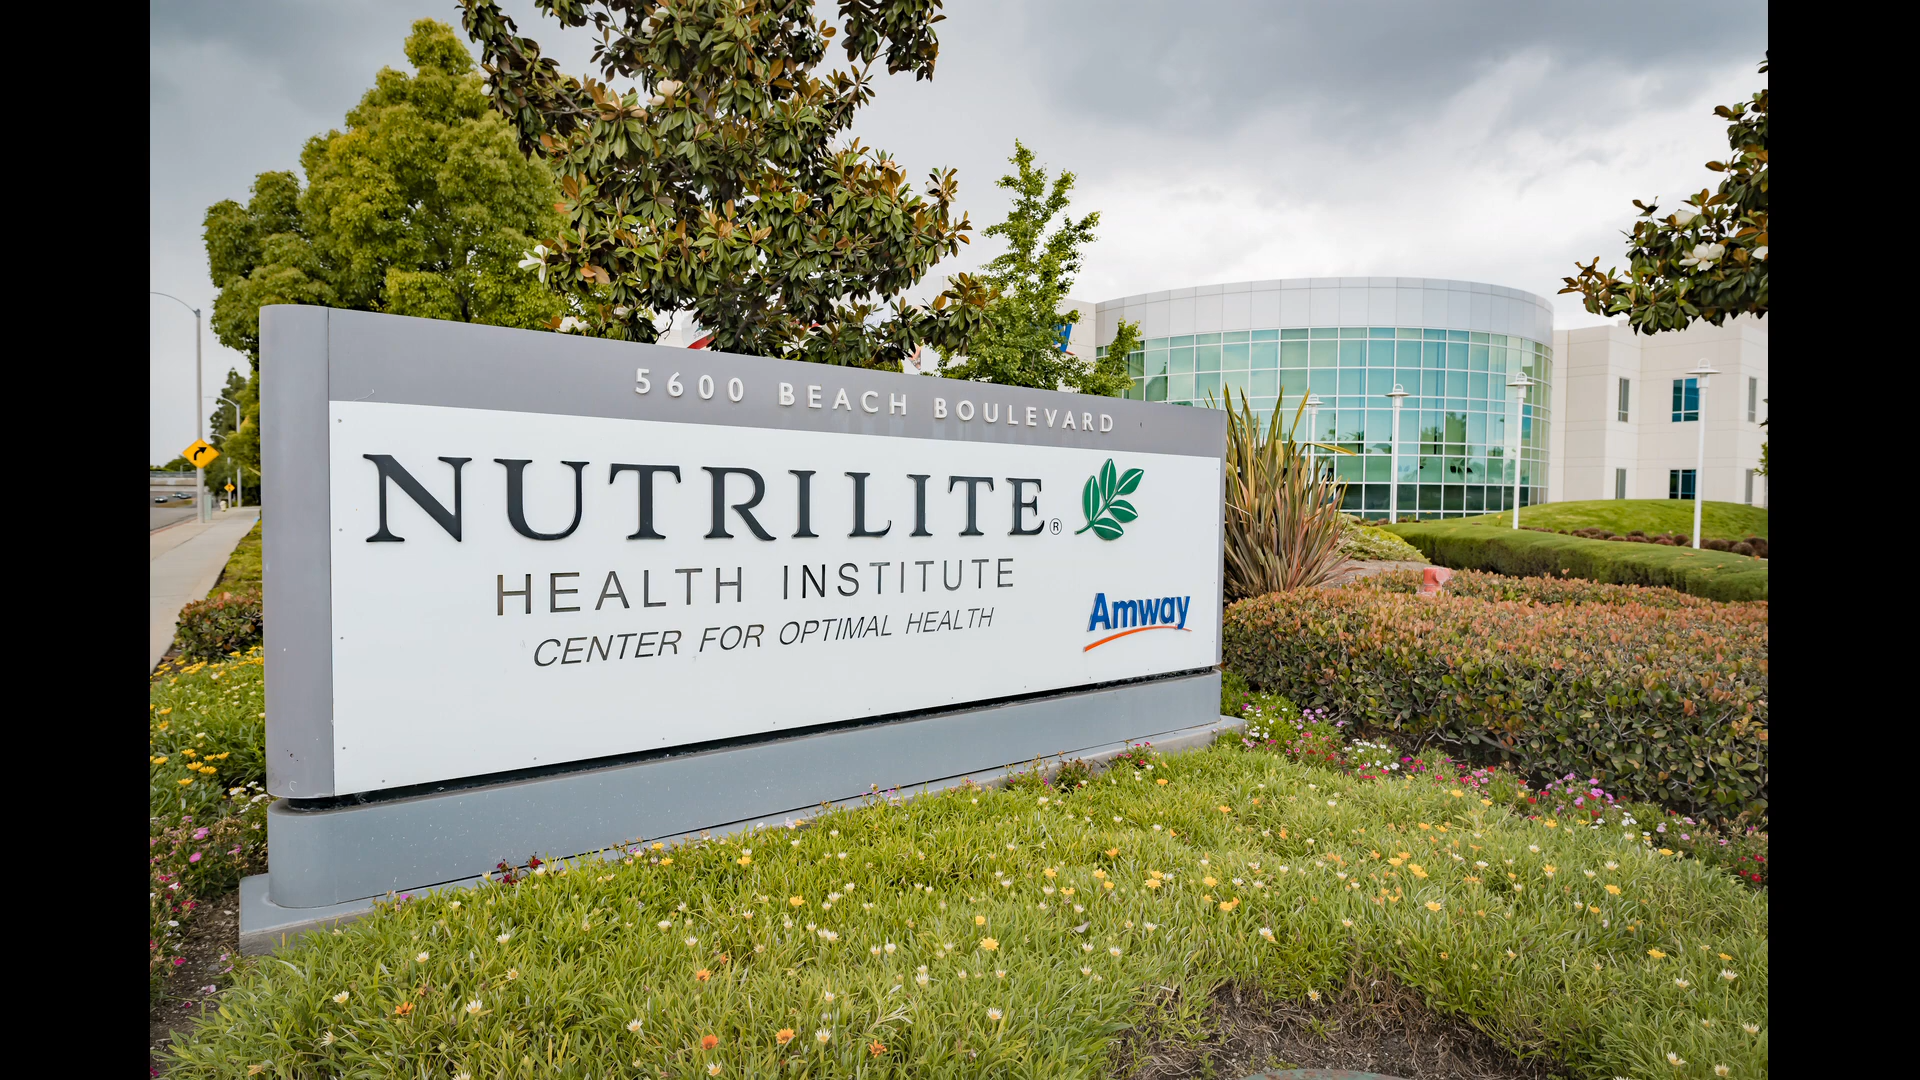 5600 BEACH BOULEVARD
NUTRILITE®
HEALTH INSTITUTE
CENTER FOR OPTIMAL HEALTH
Amway